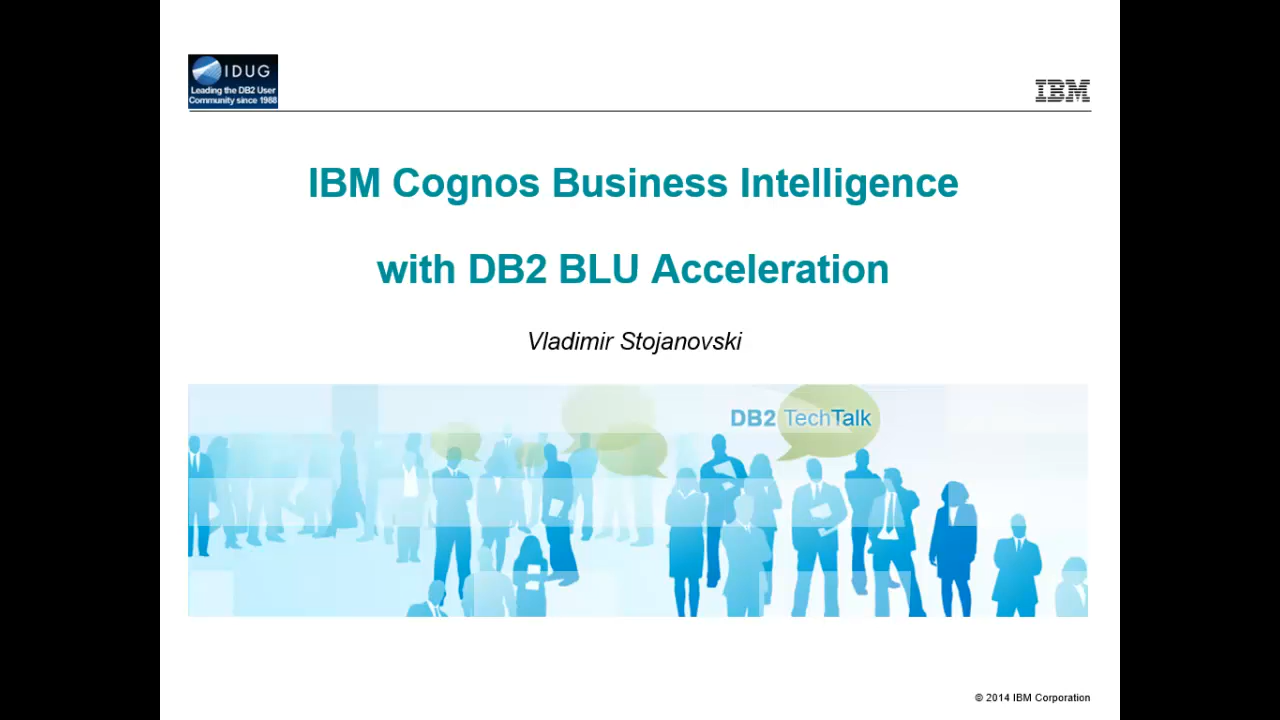 IDUG
Leading the DB2 User
Community since 1988
IBM
IBM Cognos Business Intelligence
with DB2 BLU Acceleration
Vladimir Stojanovski
DB2 TechTalk
© 2014 IBM Corporation